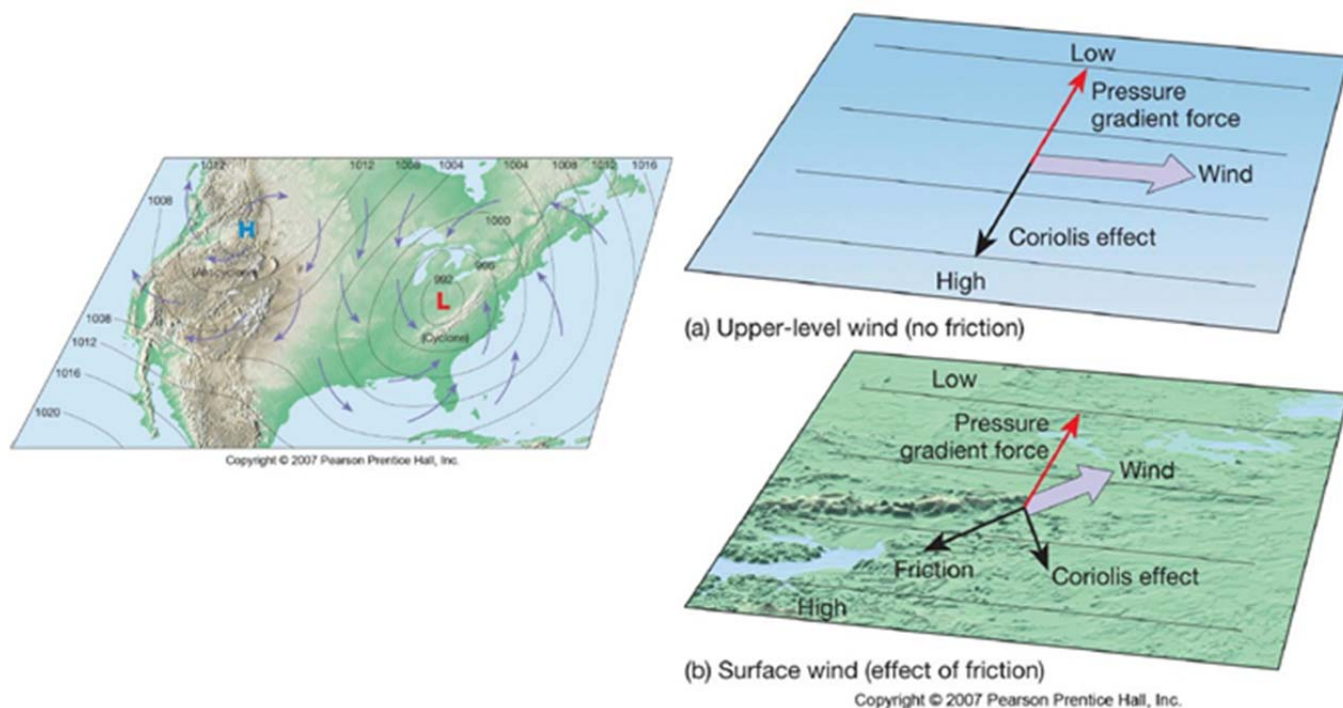 1012
1012
1008
1004
1004
1008
1012
1016
1008
1000
H
(Anticyclone)
996
992
L
1008
(Cyclone)
1012
1016
1020
Copyright © 2007 Pearson Prentice Hall, Inc.
Low
Pressure
gradient force
Wind
Coriolis effect
High
(a) Upper-level wind (no friction)
Low
Pressure
gradient force
Wind
Friction
Coriolis effect
High
(b) Surface wind (effect of friction)
Copyright © 2007 Pearson Prentice Hall, Inc.